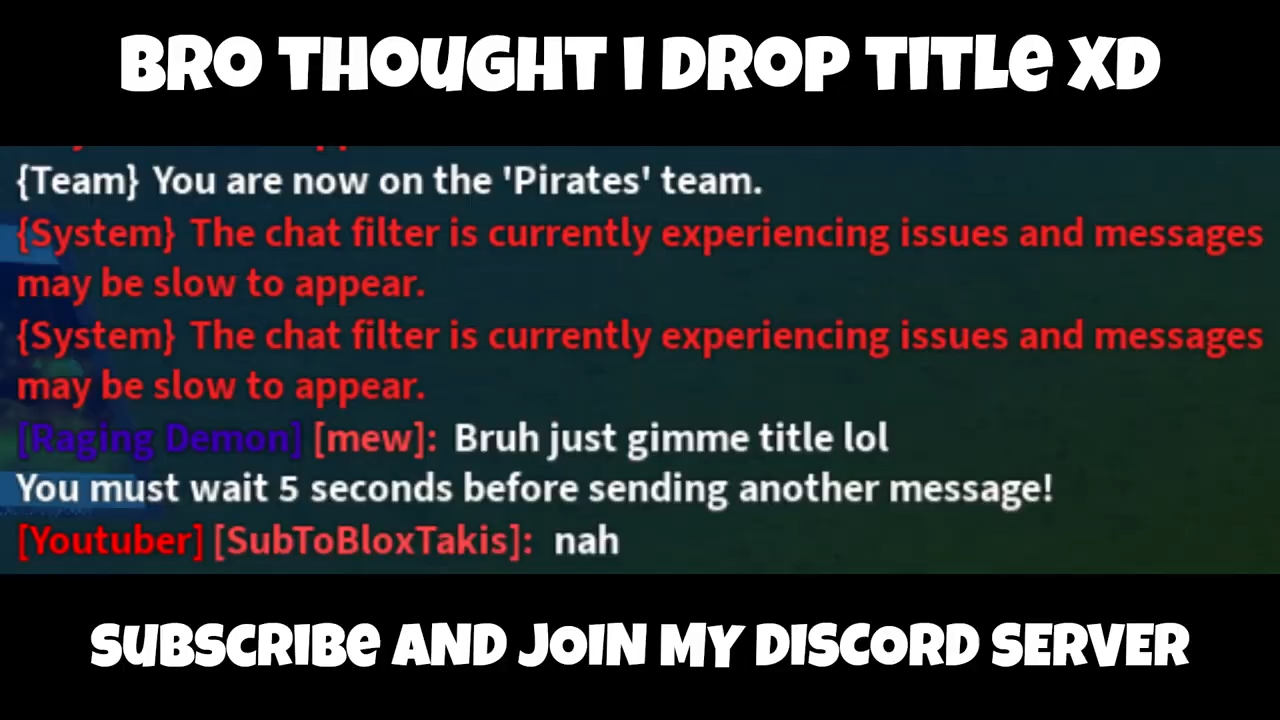 BRO THOUGHT I DROP TITLE XD
{Team} You are now on the 'Pirates' team.
{System} The chat filter is currently experiencing issues and messages
may be slow to appear.
{System} The chat filter is currently experiencing issues and messages
may be slow to appear.
[Raging Demon] [mew]: Bruh just gimme title lol
You must wait 5 seconds before sending another message!
[Youtuber] [SubToBloxTakis]: nah
SUBSCRIBE AND JOIN MY DISCORD SERVER